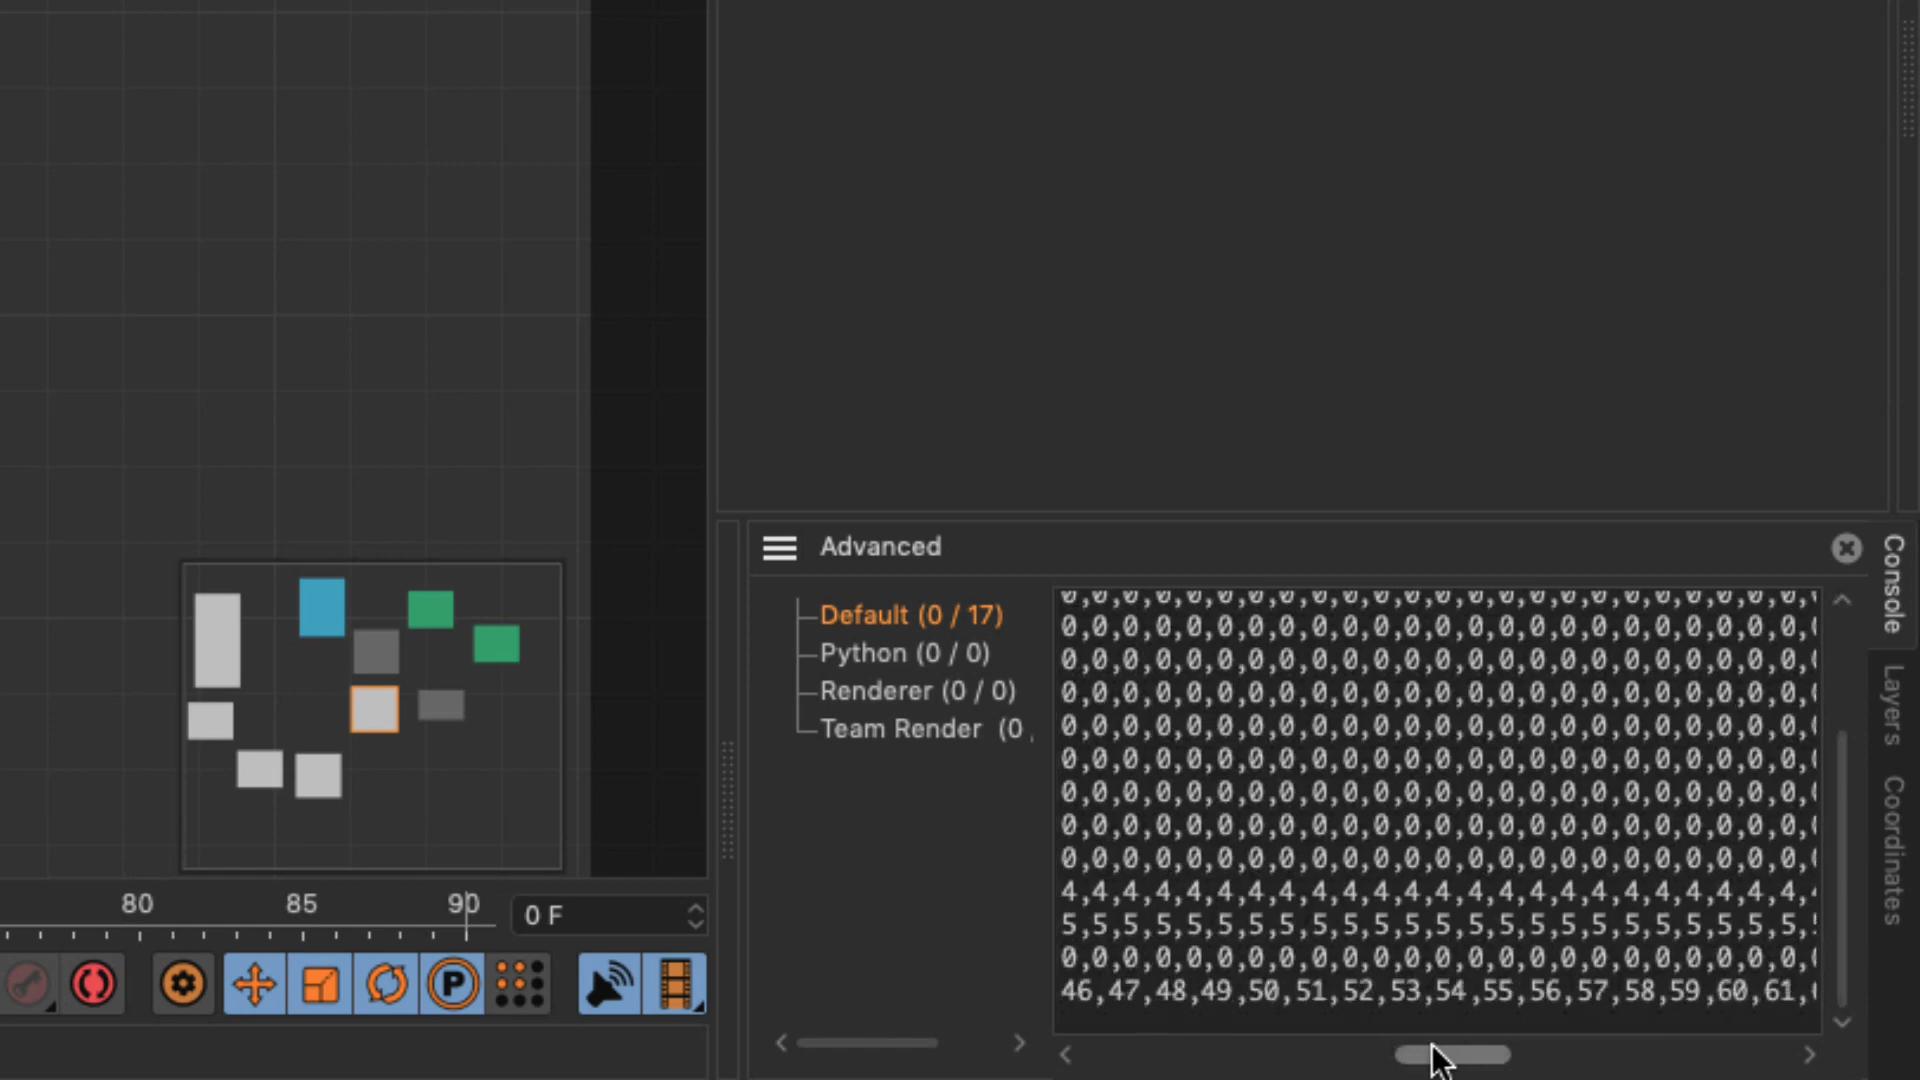 Advanced
Console
Layers
Coordinates
Default (0 / 17)
Python (0 / 0)
Renderer (0 / 0)
Team Render (0
0,0,0,0,0,0,0,0,0,0,0,0,0,0,0,0,0,0,0,0,0,0,0,0,
0,0,0,0,0,0,0,0,0,0,0,0,0,0,0,0,0,0,0,0,0,0,0,0,
0,0,0,0,0,0,0,0,0,0,0,0,0,0,0,0,0,0,0,0,0,0,0,0,
0,0,0,0,0,0,0,0,0,0,0,0,0,0,0,0,0,0,0,0,0,0,0,0,
0,0,0,0,0,0,0,0,0,0,0,0,0,0,0,0,0,0,0,0,0,0,0,0,
0,0,0,0,0,0,0,0,0,0,0,0,0,0,0,0,0,0,0,0,0,0,0,0,
0,0,0,0,0,0,0,0,0,0,0,0,0,0,0,0,0,0,0,0,0,0,0,0,
0,0,0,0,0,0,0,0,0,0,0,0,0,0,0,0,0,0,0,0,0,0,0,0,
0,0,0,0,0,0,0,0,0,0,0,0,0,0,0,0,0,0,0,0,0,0,0,0,
4,4,4,4,4,4,4,4,4,4,4,4,4,4,4,4,4,4,4,4,4,4,4,4,
5,5,5,5,5,5,5,5,5,5,5,5,5,5,5,5,5,5,5,5,5,5,5,5,
0,0,0,0,0,0,0,0,0,0,0,0,0,0,0,0,0,0,0,0,0,0,0,0,
46,47,48,49,50,51,52,53,54,55,56,57,58,59,60,61,
80 85 90 0 F
P